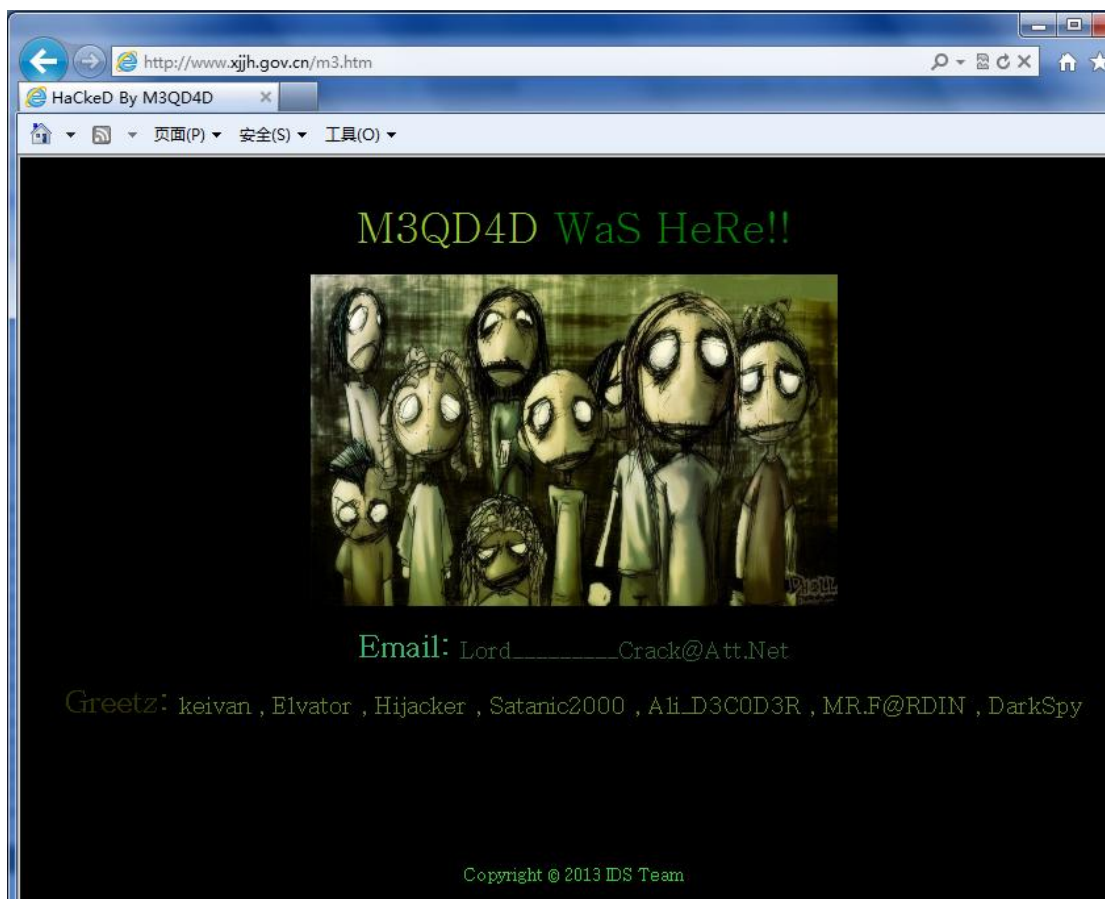 http://www.xjjh.gov.cn/m3.htm
HaCkeD By M3QD4D
页面(P) 安全(S) 工具(O)
M3QD4D WaS HeRe!!
Email: Lord_________Crack@Att.Net
Greetz: keivan , Elvator , Hijacker , Satanic2000 , Ali_D3C0D3R , MR.F@RDIN , DarkSpy
Copyright © 2013 IDS Team